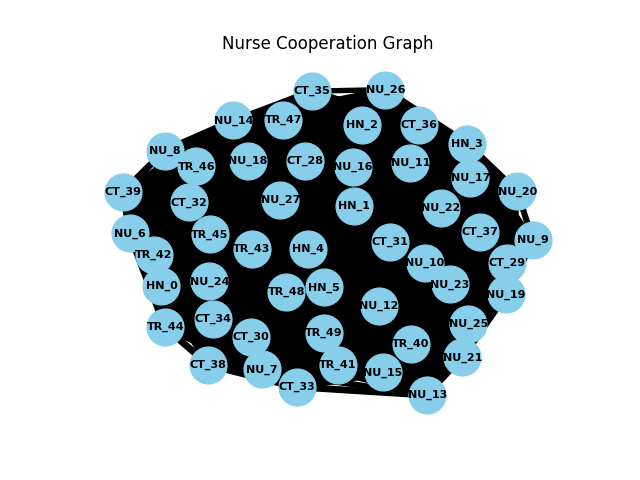 Nurse Cooperation Graph
CT_35
NU_26
NU_14
TR_47
HN_2
CT_36
HN_3
NU_8
TR_46
NU_18
CT_28
NU_16
NU_11
NU_17
CT_39
CT_32
NU_27
HN_1
NU_22
NU_20
NU_6
TR_45
TR_43
HN_4
CT_31
CT_37
NU_9
TR_42
HN_0
NU_24
TR_48
HN_5
NU_10
NU_23
CT_29
NU_19
TR_44
CT_34
CT_30
TR_49
NU_12
TR_40
NU_25
NU_21
CT_38
NU_7
CT_33
TR_41
NU_15
NU_13